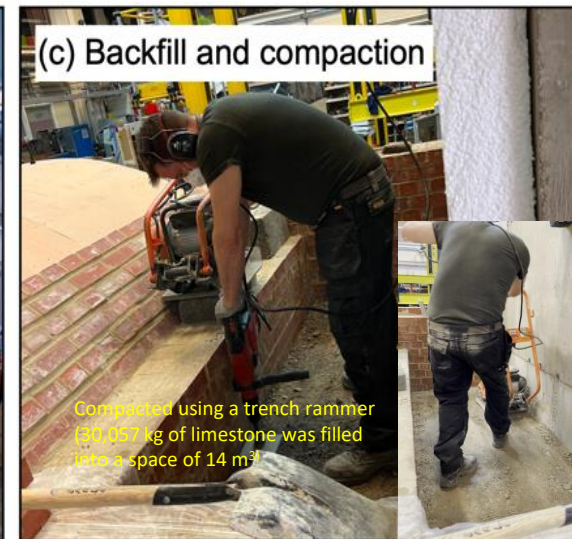 (c) Backfill and compaction
Compacted using a trench rammer
(30,057 kg of limestone was filled
into a space of 14 m³)